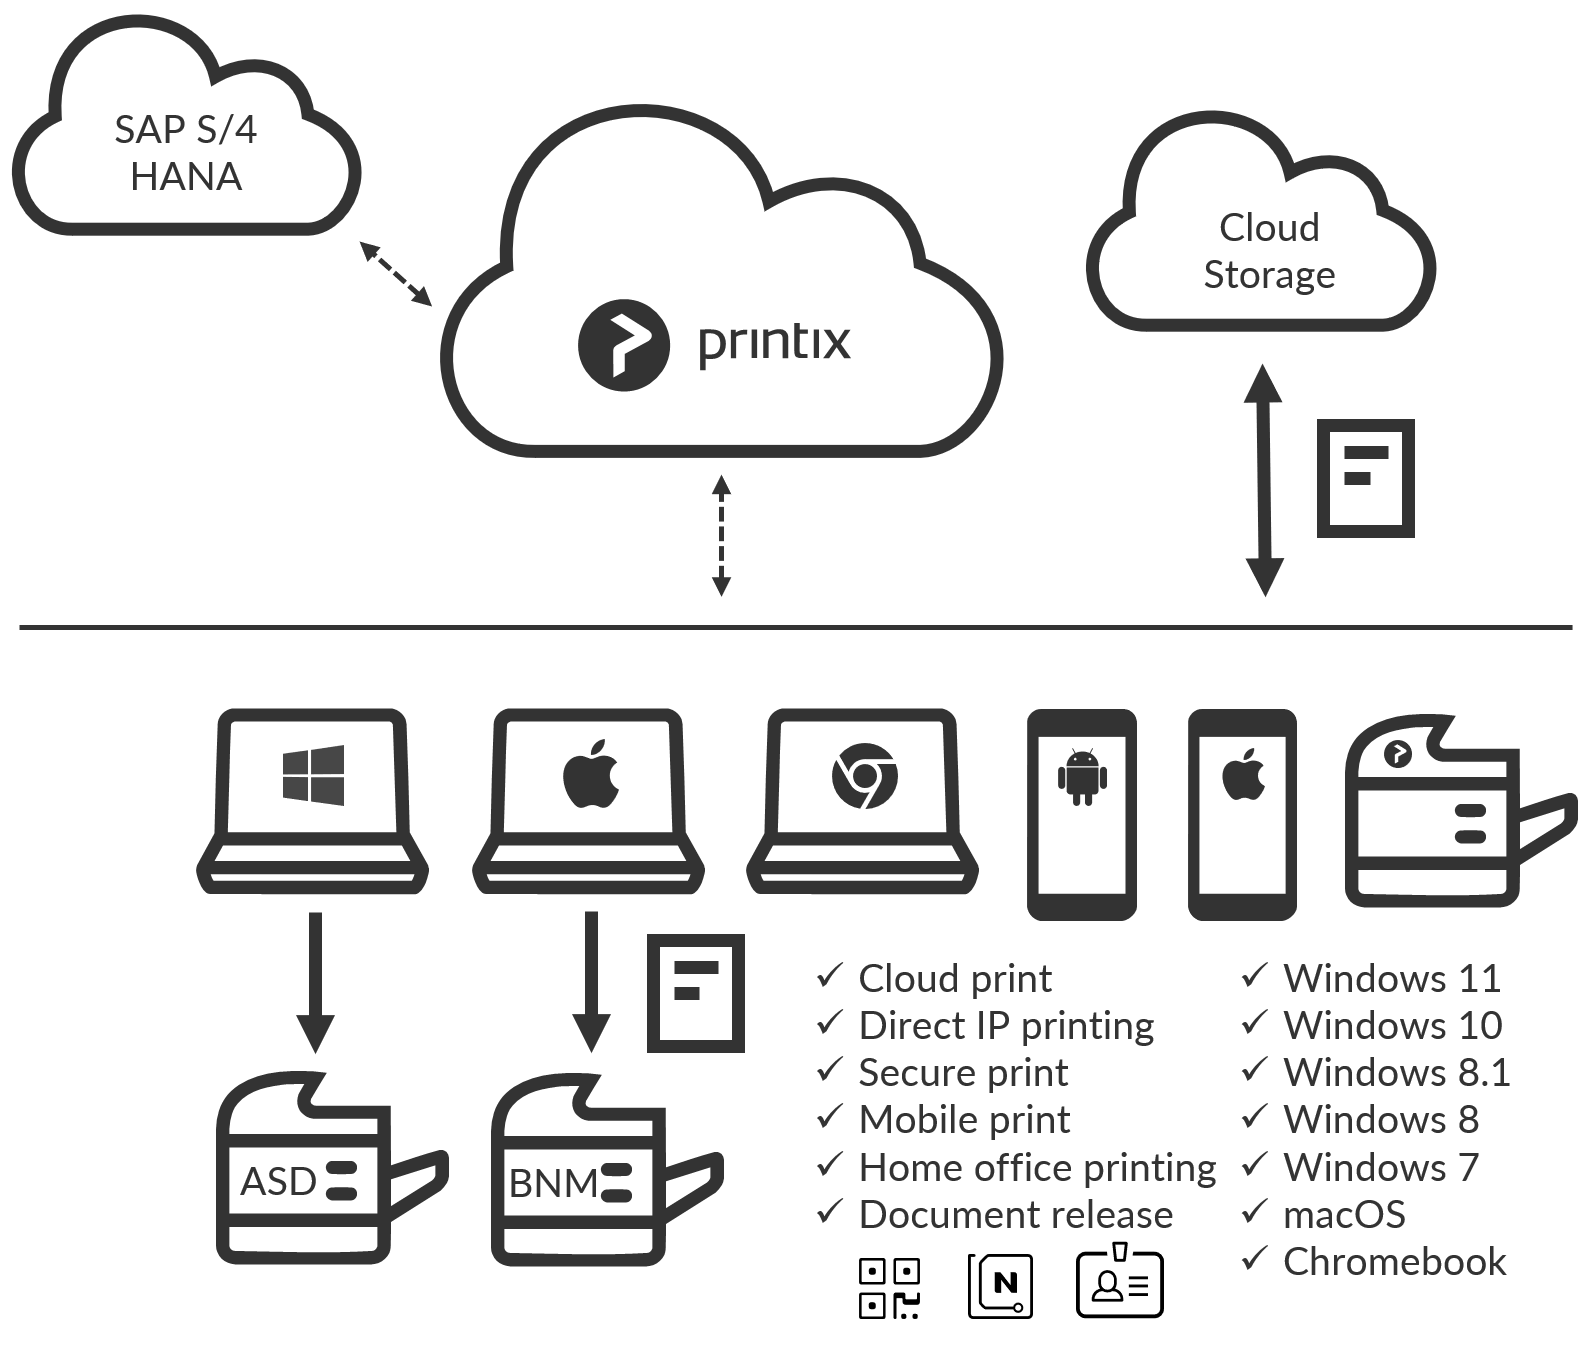 SAP S/4
HANA
printix
Cloud
Storage
ASD
BNM
✓ Cloud print
✓ Direct IP printing
✓ Secure print
✓ Mobile print
✓ Home office printing
✓ Document release
N
✓ Windows 11
✓ Windows 10
✓ Windows 8.1
✓ Windows 8
✓ Windows 7
✓ macOS
✓ Chromebook